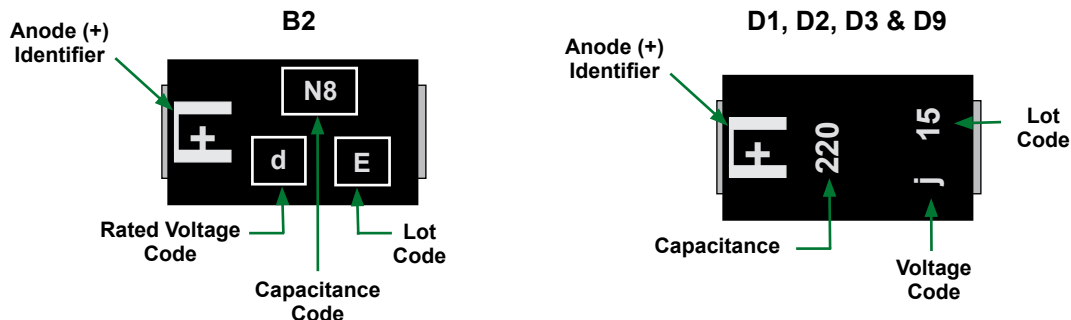 B2
Anode (+)
Identifier
N8
+
d
E
Rated Voltage
Code
Lot
Code
Capacitance
Code
D1, D2, D3 & D9
Anode (+)
Identifier
+
220
15
j
Lot
Code
Capacitance
Voltage
Code